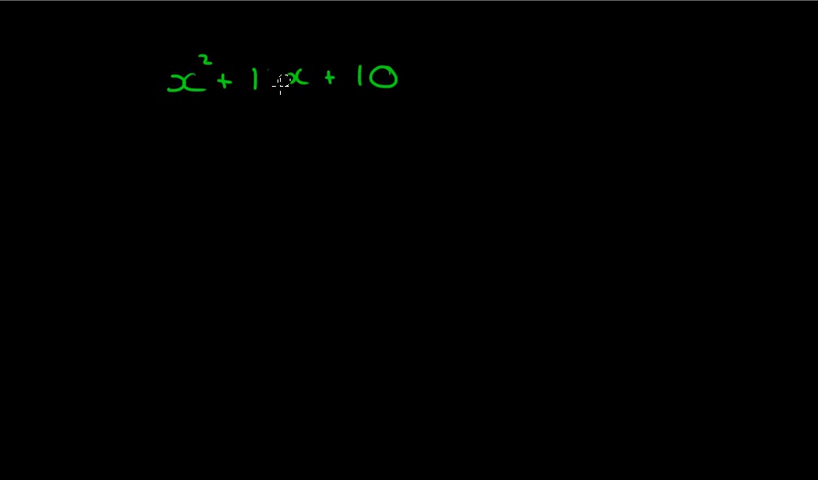 x² + 1 x + 10